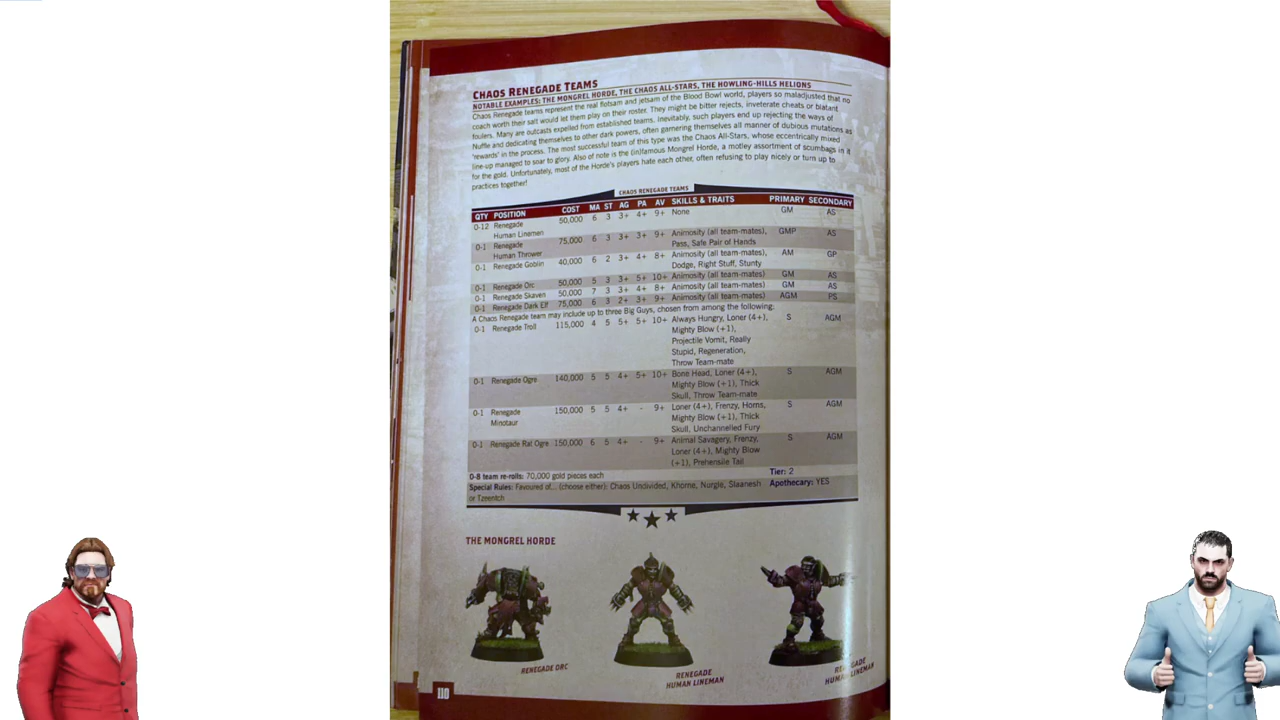 CHAOS RENEGADE TEAMS
NOTABLE EXAMPLES: THE MONGREL HORDE, THE CHAOS ALL-STARS, THE HOWLING-HILLS HELIONS
Chaos Renegade teams represent the real flotsam and jetsam of the Blood Bowl world, players so maladjusted that no
coach worth their salt would let them play on their roster. They might be bitter rejects, inveterate cheats or blatant
foulers. Many are outcasts expelled from established teams. Inevitably, such players end up rejecting the ways of
Nuffle and dedicating themselves to other dark powers, often garnering themselves all manner of dubious mutations as
'rewards' in the process. The most successful team of this type was the Chaos All-Stars, whose eccentrically mixed
line-up managed to soar to glory. Also of note is the (in)famous Mongrel Horde, a motley assortment of scumbags in it
for the gold. Unfortunately, most of the Horde's players hate each other, often refusing to play nicely or turn up to
practices together!
CHAOS RENEGADE TEAMS
QTY POSITION COST MA ST AG PA AV SKILLS & TRAITS PRIMARY SECONDARY
0-12 Renegade 50,000 6 3 3+ 4+ 9+ None GM AS
Human Linemen
0-1 Renegade 75,000 6 3 3+ 3+ 9+ Animosity (all team-mates), GMP AS
Human Thrower Pass, Safe Pair of Hands
0-1 Renegade Goblin 40,000 6 2 3+ 4+ 8+ Animosity (all team-mates), AM GP
Dodge, Right Stuff, Stunty
0-1 Renegade Orc 50,000 5 3 3+ 5+ 10+ Animosity (all team-mates) GM AS
0-1 Renegade Skaven 50,000 7 3 3+ 4+ 8+ Animosity (all team-mates) GM AS
0-1 Renegade Dark Elf 75,000 6 3 2+ 3+ 9+ Animosity (all team-mates) AGM PS
A Chaos Renegade team may include up to three Big Guys, chosen from among the following:
0-1 Renegade Troll 115,000 4 5 5+ 5+ 10+ Always Hungry, Loner (4+), S AGM
Mighty Blow (+1),
Projectile Vomit, Really
Stupid, Regeneration,
Throw Team-mate
0-1 Renegade Ogre 140,000 5 5 4+ 5+ 10+ Bone Head, Loner (4+), S AGM
Mighty Blow (+1), Thick
Skull, Throw Team-mate
0-1 Renegade 150,000 5 5 4+ - 9+ Loner (4+), Frenzy, Horns, S AGM
Minotaur Mighty Blow (+1), Thick
Skull, Unchannelled Fury
0-1 Renegade Rat Ogre 150,000 6 5 4+ - 9+ Animal Savagery, Frenzy, S AGM
Loner (4+), Mighty Blow
(+1), Prehensile Tail
0-8 team re-rolls: 70,000 gold pieces each Tier: 2
Special Rules: Favoured of... (choose either): Chaos Undivided, Khorne, Nurgle, Slaanesh Apothecary: YES
or Tzeentch
THE MONGREL HORDE
RENEGADE ORC
RENEGADE
HUMAN LINEMAN
RENEGADE
HUMAN LINEMAN
110